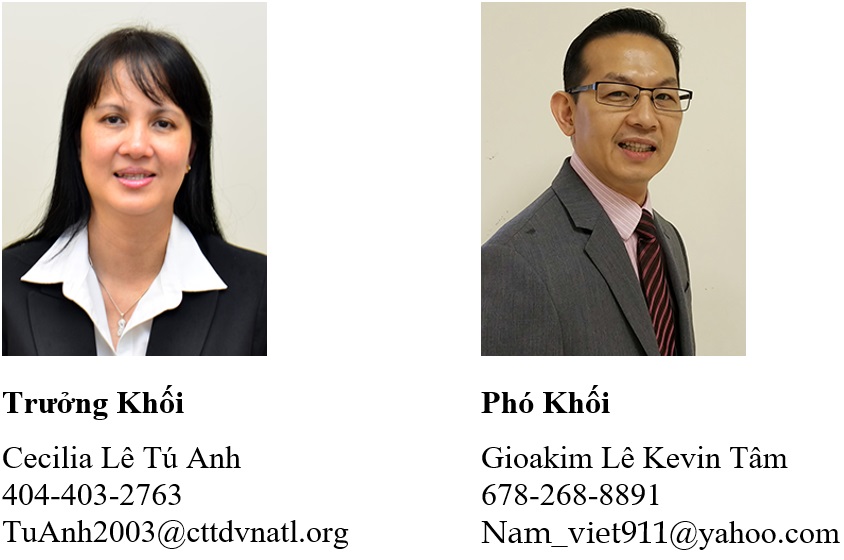 Trưởng Khối
Cecilia Lê Tú Anh
404-403-2763
TuAnh2003@cttdvnatl.org
Phó Khối
Gioakim Lê Kevin Tâm
678-268-8891
Nam_viet911@yahoo.com